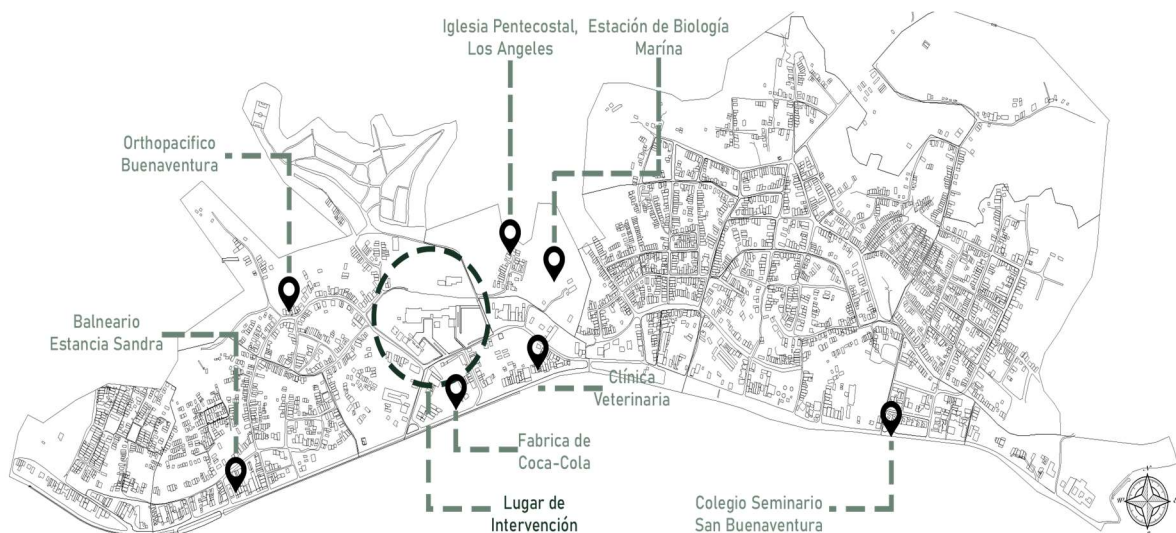 Iglesia Pentecostal,
Los Angeles
Estación de Biología
Marína
Orthopacifico
Buenaventura
Balneario
Estancia Sandra
Clínica
Veterinaria
Fabrica de
Coca-Cola
Lugar de
Intervención
Colegio Seminario
San Buenaventura